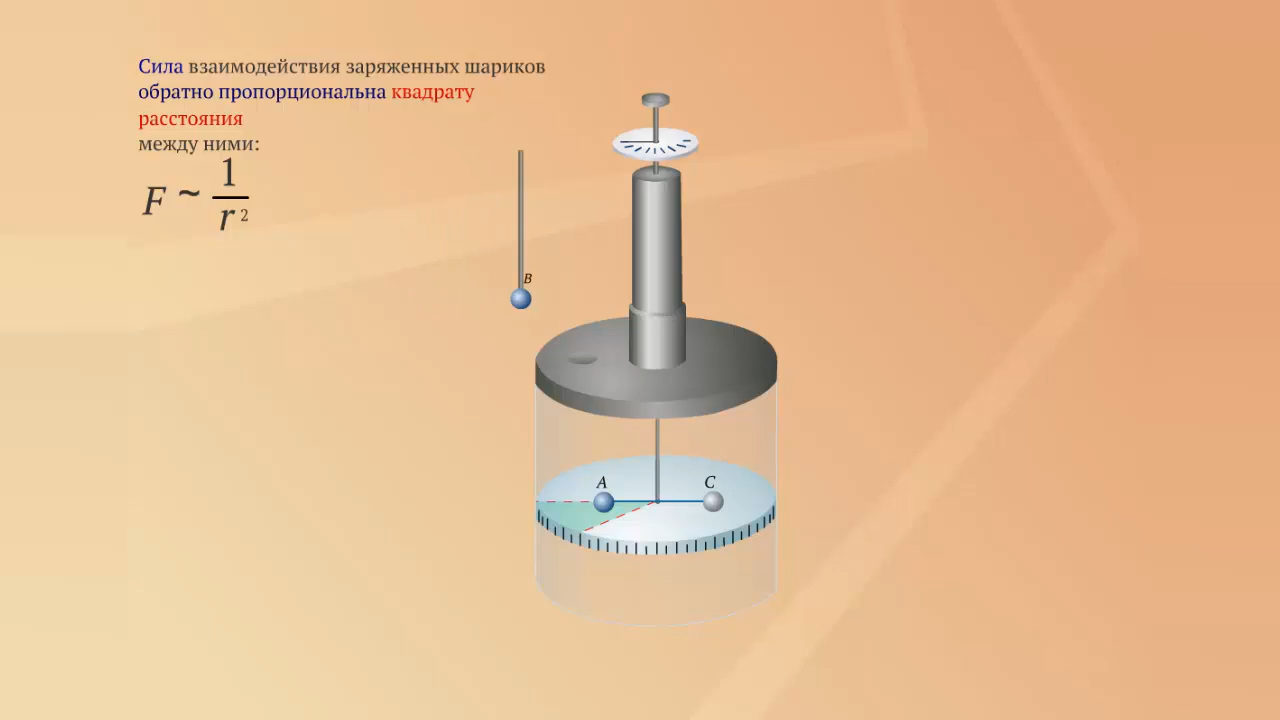 Сила взаимодействия заряженных шариков
обратно пропорциональна квадрату
расстояния
между ними:
F ~ 1/r²
B
A
C